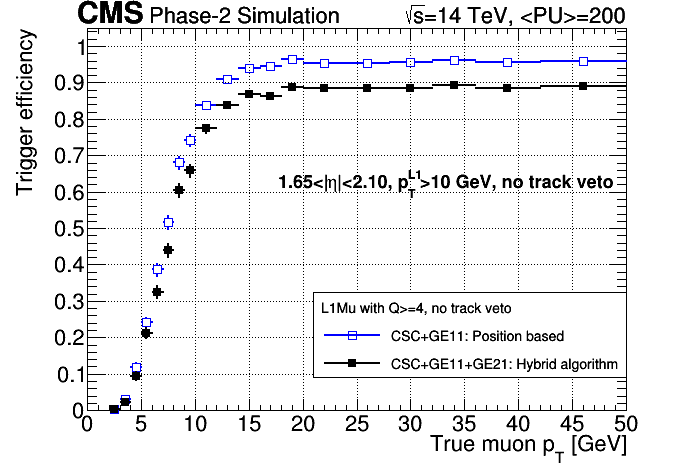 CMS Phase-2 Simulation √s=14 TeV, <PU>=200
Trigger efficiency
1
0.9
0.8
0.7
0.6
0.5
0.4
0.3
0.2
0.1
0
1.65<|η|<2.10, p_T^L1>10 GeV, no track veto
L1Mu with Q>=4, no track veto
CSC+GE11: Position based
CSC+GE11+GE21: Hybrid algorithm
0 5 10 15 20 25 30 35 40 45 50
True muon p_T [GeV]